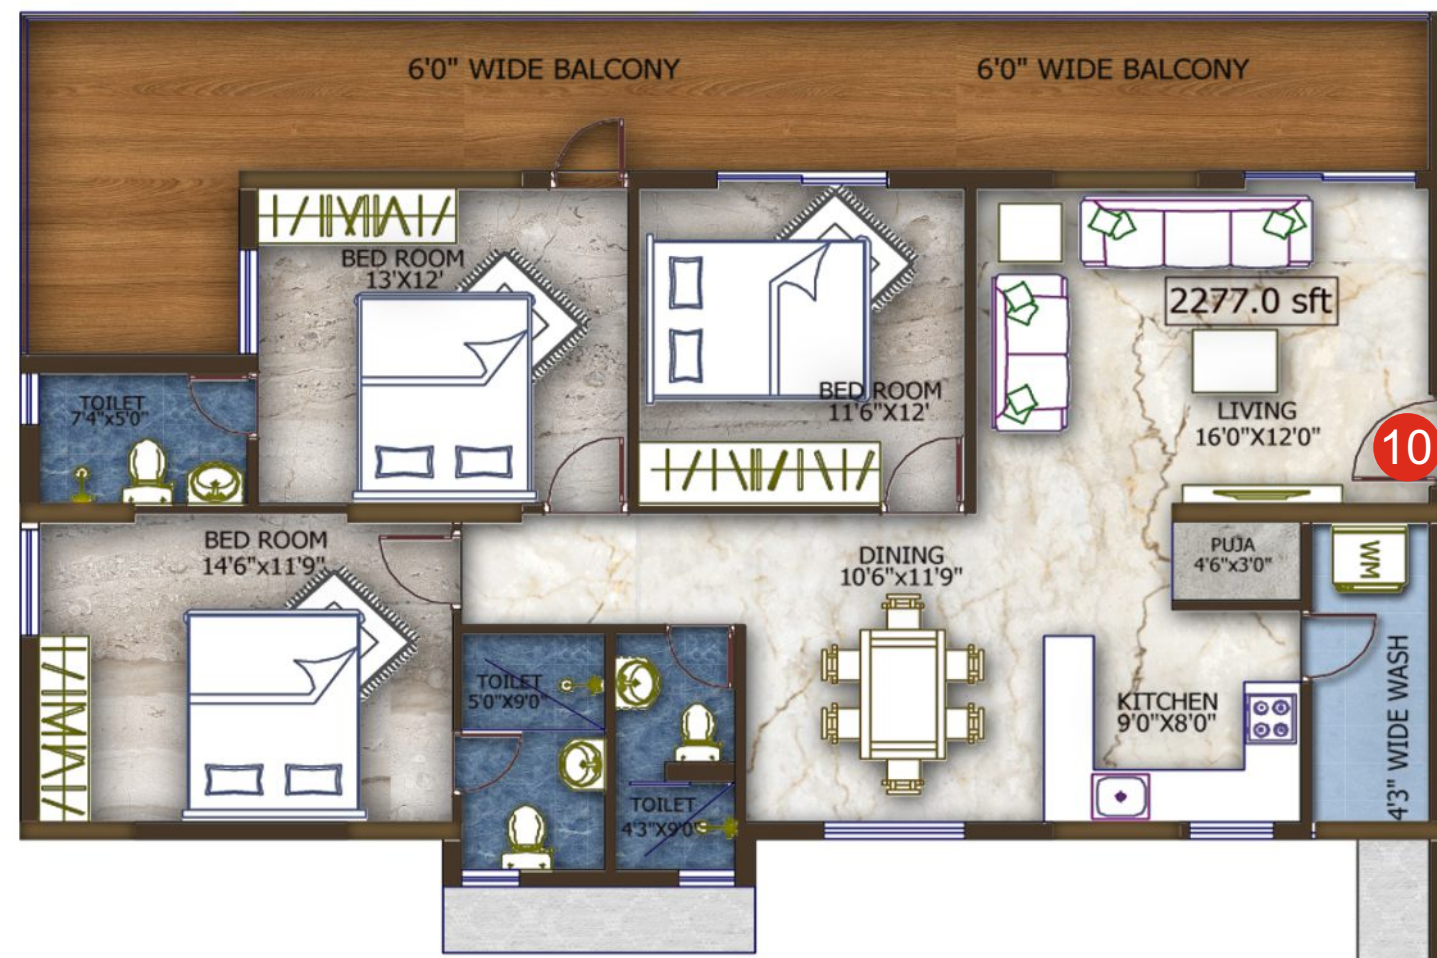 6'0" WIDE BALCONY
6'0" WIDE BALCONY
BED ROOM
13'X12'
2277.0 sft
BED ROOM
11'6"X12'
TOILET
7'4"x5'0"
LIVING
16'0"X12'0"
10
BED ROOM
14'6"x11'9"
DINING
10'6"x11'9"
PUJA
4'6"x3'0"
WM
TOILET
5'0"X9'0"
KITCHEN
9'0"X8'0"
4'3" WIDE WASH
TOILET
4'3"X9'0"